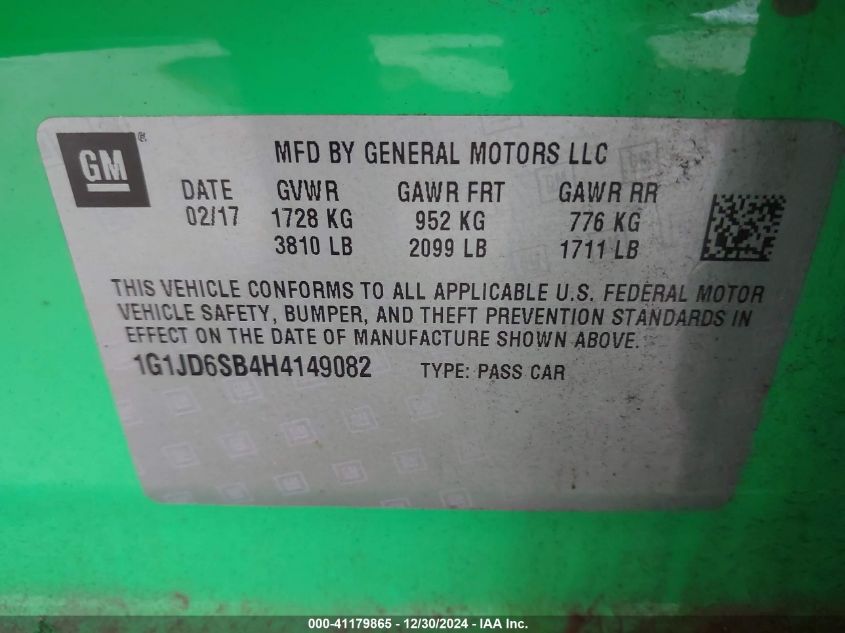 GM®
MFD BY GENERAL MOTORS LLC
DATE GVWR GAWR FRT GAWR RR
02/17 1728 KG 952 KG 776 KG
3810 LB 2099 LB 1711 LB
THIS VEHICLE CONFORMS TO ALL APPLICABLE U.S. FEDERAL MOTOR
VEHICLE SAFETY, BUMPER, AND THEFT PREVENTION STANDARDS IN
EFFECT ON THE DATE OF MANUFACTURE SHOWN ABOVE.
1G1JD6SB4H4149082 TYPE: PASS CAR
000-41179865 - 12/30/2024 - IAA Inc.